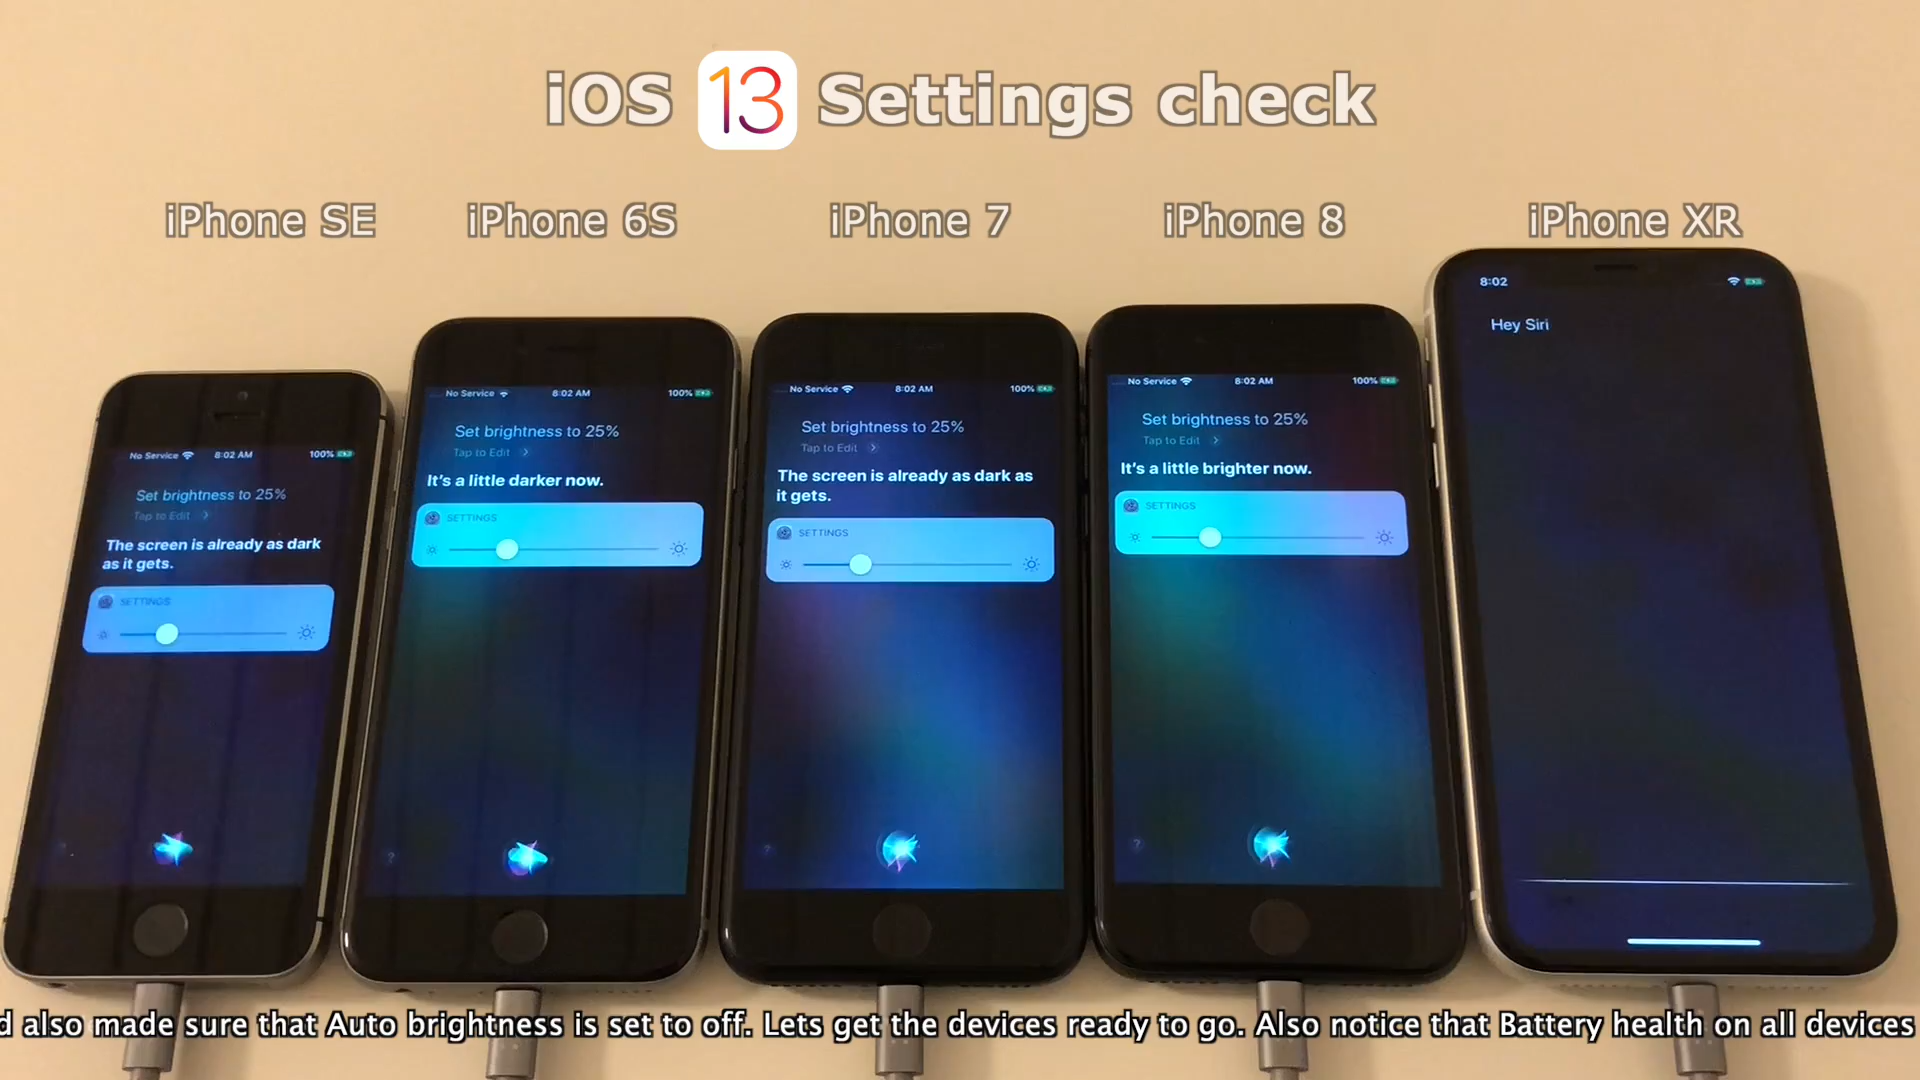 iOS 13 Settings check
iPhone SE
iPhone 6S
iPhone 7
iPhone 8
iPhone XR
No Service 8:02 AM 100%
Set brightness to 25%
Tap to Edit
The screen is already as dark
as it gets.
SETTINGS
No Service 8:02 AM 100%
Set brightness to 25%
Tap to Edit
It's a little darker now.
SETTINGS
?
No Service 8:02 AM 100%
Set brightness to 25%
Tap to Edit
The screen is already as dark as
it gets.
SETTINGS
?
No Service 8:02 AM 100%
Set brightness to 25%
Tap to Edit
It's a little brighter now.
SETTINGS
?
8:02
Hey Siri
d also made sure that Auto brightness is set to off. Lets get the devices ready to go. Also notice that Battery health on all devices